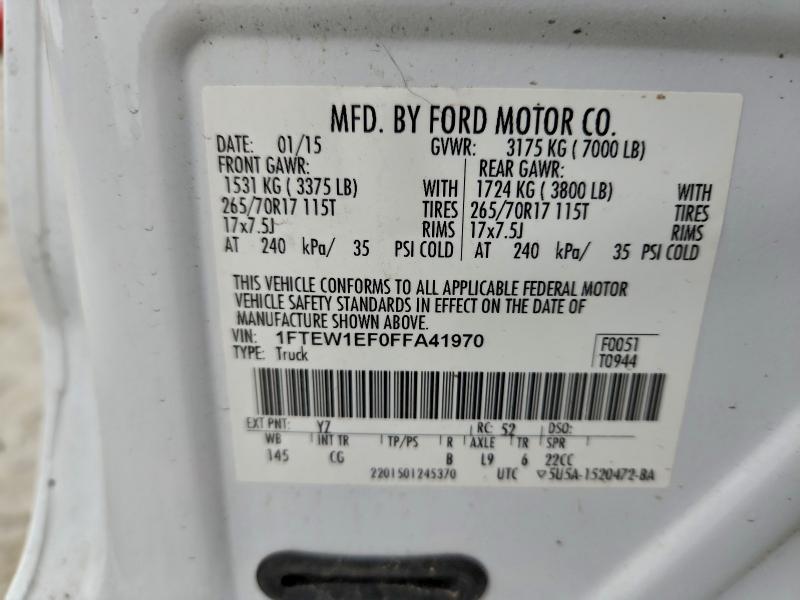 MFD. BY FORD MOTOR CO.
DATE: 01/15 GVWR: 3175 KG ( 7000 LB)
FRONT GAWR: REAR GAWR:
1531 KG ( 3375 LB) WITH 1724 KG ( 3800 LB) WITH
265/70R17 115T TIRES 265/70R17 115T TIRES
17x7.5J RIMS 17x7.5J RIMS
AT 240 kPa/ 35 PSI COLD AT 240 kPa/ 35 PSI COLD
THIS VEHICLE CONFORMS TO ALL APPLICABLE FEDERAL MOTOR
VEHICLE SAFETY STANDARDS IN EFFECT ON THE DATE OF
MANUFACTURE SHOWN ABOVE.
VIN: 1FTEW1EF0FFA41970 F0051
TYPE: Truck T0944
EXT PNT: YZ RC: 52 DSO:
WB INT TR TP/PS R AXLE TR SPR
145 CG B L9 6 22CC
2201501245370 UTC ▽5U5A-1520472-BA